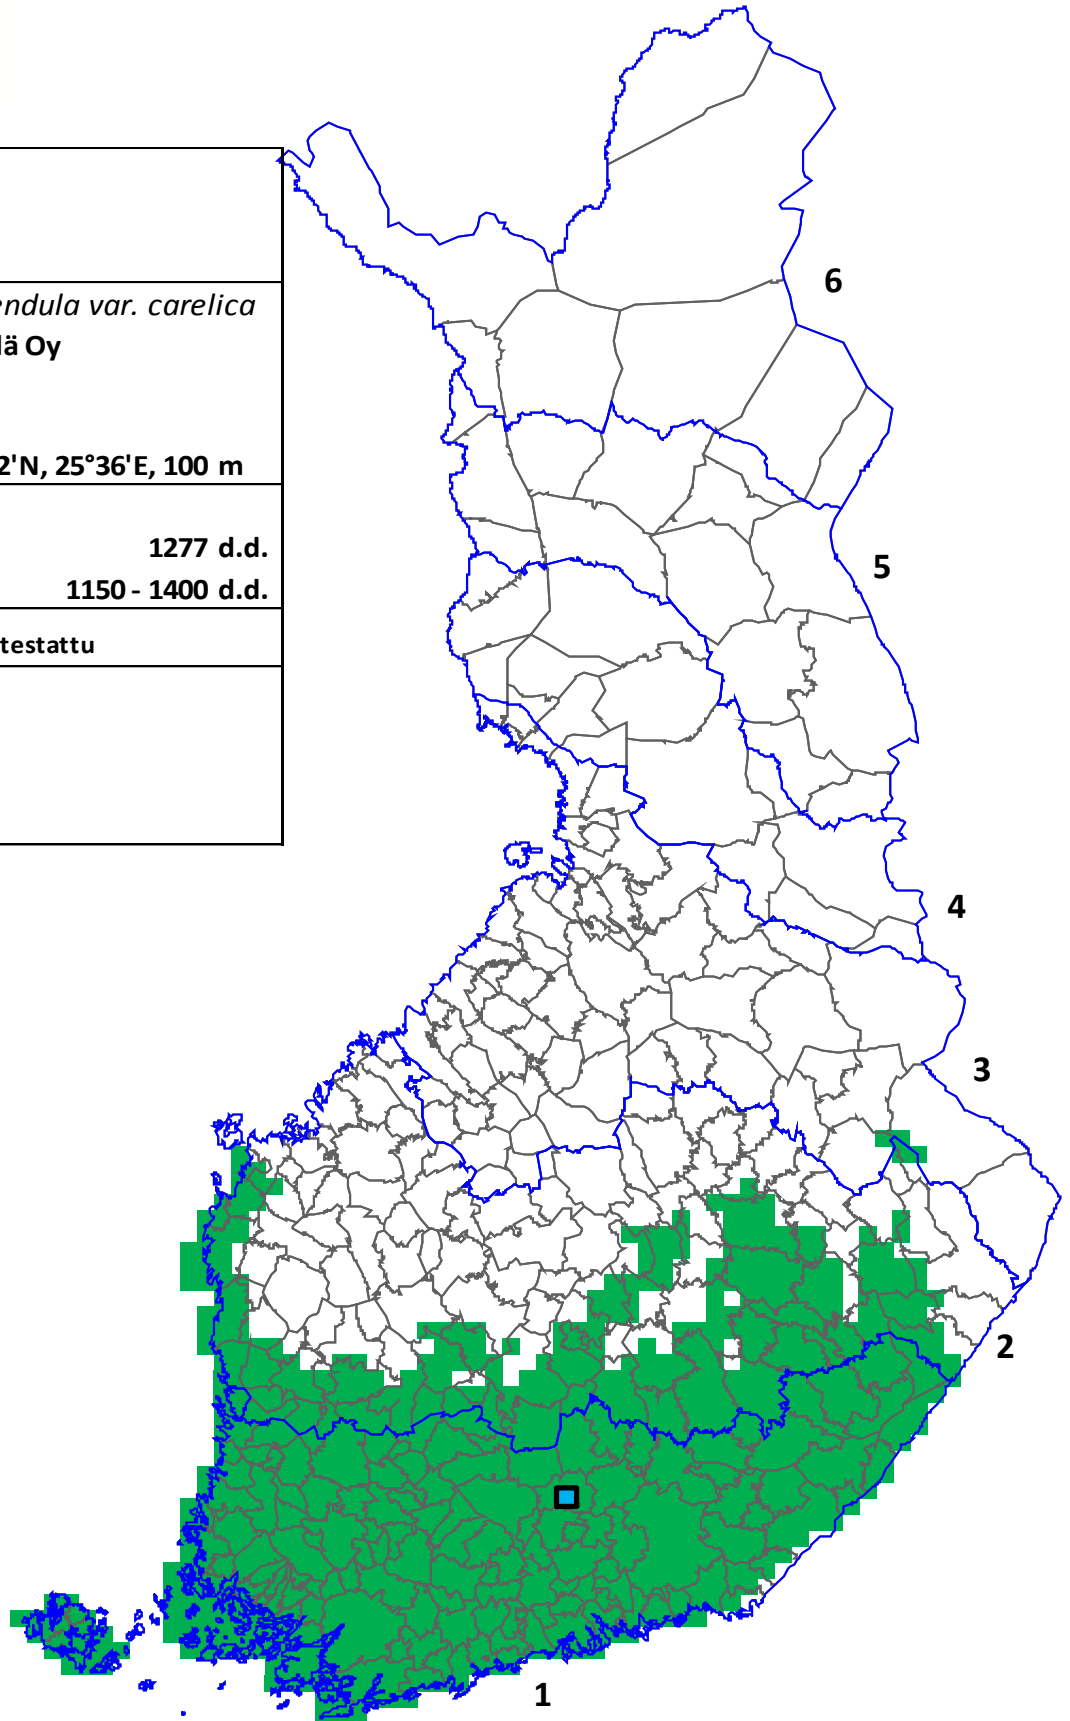 endula var. carelica
lä Oy
2'N, 25°36'E, 100 m
1277 d.d.
1150 - 1400 d.d.
testattu
6
5
4
3
2
1